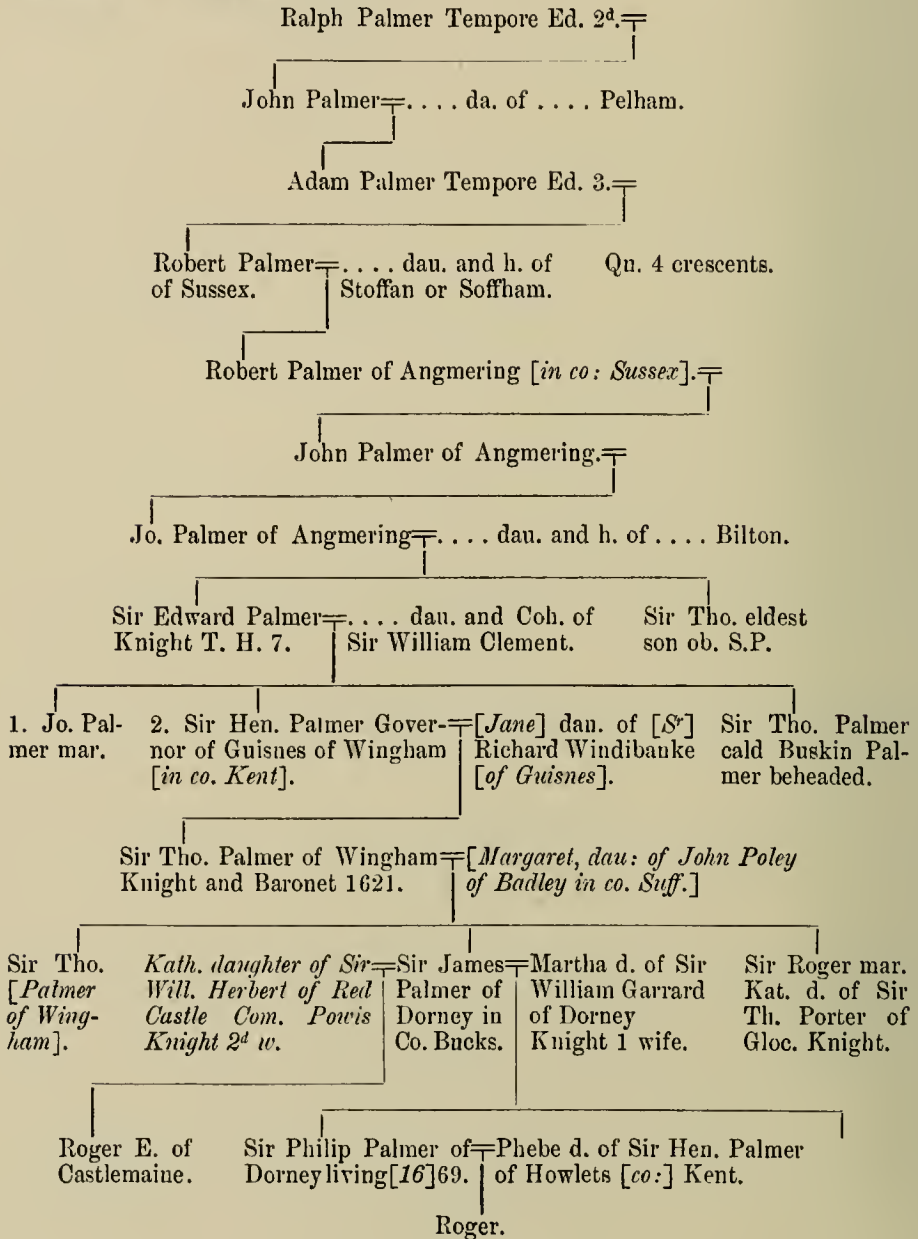 Ralph Palmer Tempore Ed. 2d.
John Palmer=. . . . da. of . . . . Pelham.
Adam Palmer Tempore Ed. 3.=
Robert Palmer=. . . . dau. and h. of Qu. 4 crescents.
of Sussex. Stoffan or Soffham.
Robert Palmer of Angmering [in co: Sussex].=
John Palmer of Angmering.=
Jo. Palmer of Angmering=. . . . dau. and h. of . . . . Bilton.
Sir Edward Palmer=. . . . dau. and Coh. of Sir Tho. eldest
Knight T. H. 7. Sir William Clement. son ob. S.P.
1. Jo. Pal- 2. Sir Hen. Palmer Gover-=[Jane] dau. of [Sr] Sir Tho. Palmer
mer mar. nor of Guisnes of Wingham Richard Windibanke cald Buskin Pal-
[in co. Kent]. [of Guisnes]. mer beheaded.
Sir Tho. Palmer of Wingham=[Margaret, dau: of John Poley
Knight and Baronet 1621. of Badley in co. Suff.]
Sir Tho. Kath. daughter of Sir=Sir James=Martha d. of Sir Sir Roger mar.
[Palmer Will. Herbert of Red Palmer of William Garrard Kat. d. of Sir
of Wing- Castle Com. Powis Dorney in of Dorney Th. Porter of
ham]. Knight 2d w. Co. Bucks. Knight 1 wife. Gloc. Knight.
Roger E. of Sir Philip Palmer of=Phebe d. of Sir Hen. Palmer
Castlemaine. Dorney living[16]69. of Howlets [co:] Kent.
Roger.